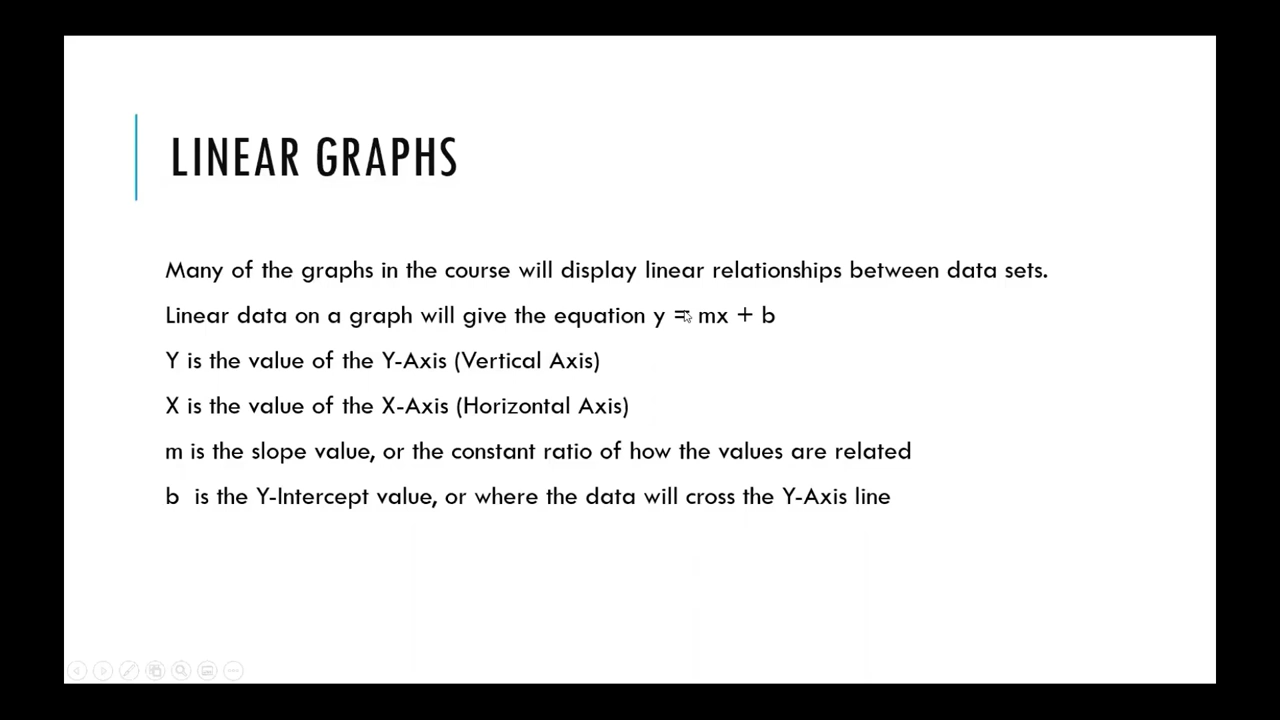 LINEAR GRAPHS
Many of the graphs in the course will display linear relationships between data sets.
Linear data on a graph will give the equation y = mx + b
Y is the value of the Y-Axis (Vertical Axis)
X is the value of the X-Axis (Horizontal Axis)
m is the slope value, or the constant ratio of how the values are related
b  is the Y-Intercept value, or where the data will cross the Y-Axis line